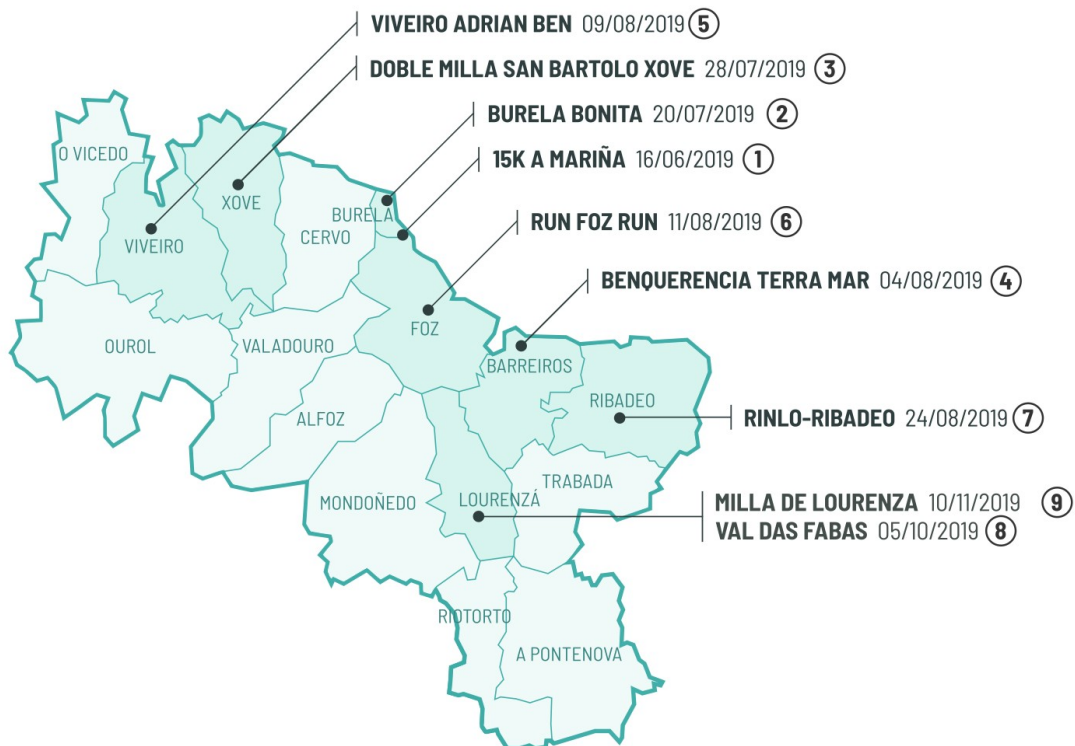 VIVEIRO ADRIAN BEN 09/08/2019 5
DOBLE MILLA SAN BARTOLO XOVE 28/07/2019 3
BURELA BONITA 20/07/2019 2
15K A MARIÑA 16/06/2019 1
RUN FOZ RUN 11/08/2019 6
BENQUERENCIA TERRA MAR 04/08/2019 4
RINLO-RIBADEO 24/08/2019 7
MILLA DE LOURENZA 10/11/2019 9
VAL DAS FABAS 05/10/2019 8
O VICEDO
XOVE
VIVEIRO
BURELA
CERVO
FOZ
OUROL
VALADOURO
BARREIROS
RIBADEO
ALFOZ
TRABADA
MONDOÑEDO
LOURENZÁ
RIOTORTO
A PONTENOVA